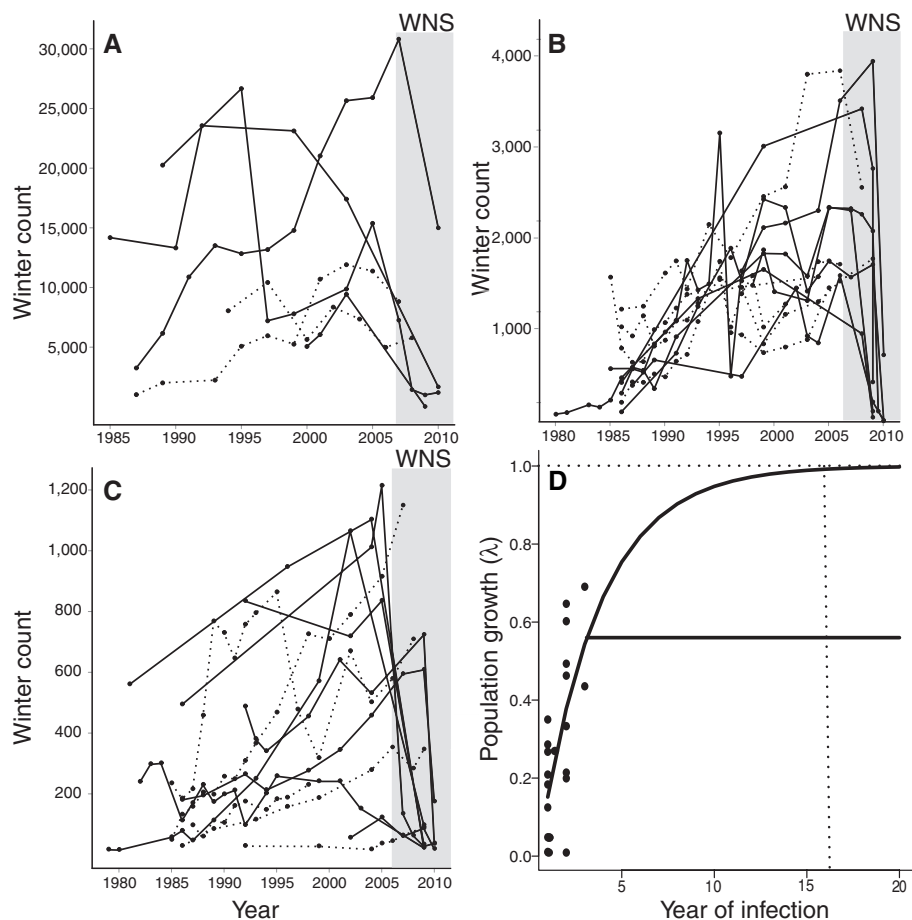 WNS
A
30,000
25,000
20,000
15,000
10,000
5,000
Winter count
1985 1990 1995 2000 2005 2010
WNS
B
4,000
3,000
2,000
1,000
Winter count
1980 1985 1990 1995 2000 2005 2010
WNS
C
1,200
1,000
800
600
400
200
Winter count
1980 1985 1990 1995 2000 2005 2010
Year
D
1.0
0.8
0.6
0.4
0.2
0.0
Population growth (λ)
5 10 15 20
Year of infection